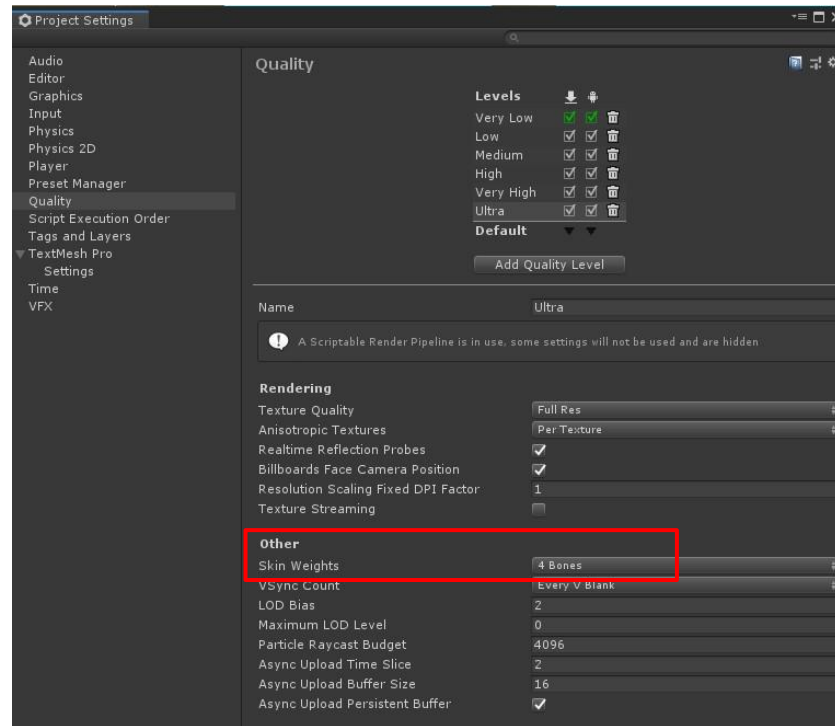 Project Settings
Audio
Editor
Graphics
Input
Physics
Physics 2D
Player
Preset Manager
Quality
Script Execution Order
Tags and Layers
TextMesh Pro
Settings
Time
VFX
Quality
Levels
Very Low
Low
Medium
High
Very High
Ultra
Default
Add Quality Level
Name Ultra
A Scriptable Render Pipeline is in use, some settings will not be used and are hidden
Rendering
Texture Quality Full Res
Anisotropic Textures Per Texture
Realtime Reflection Probes
Billboards Face Camera Position
Resolution Scaling Fixed DPI Factor 1
Texture Streaming
Other
Skin Weights 4 Bones
VSync Count Every V Blank
LOD Bias 2
Maximum LOD Level 0
Particle Raycast Budget 4096
Async Upload Time Slice 2
Async Upload Buffer Size 16
Async Upload Persistent Buffer